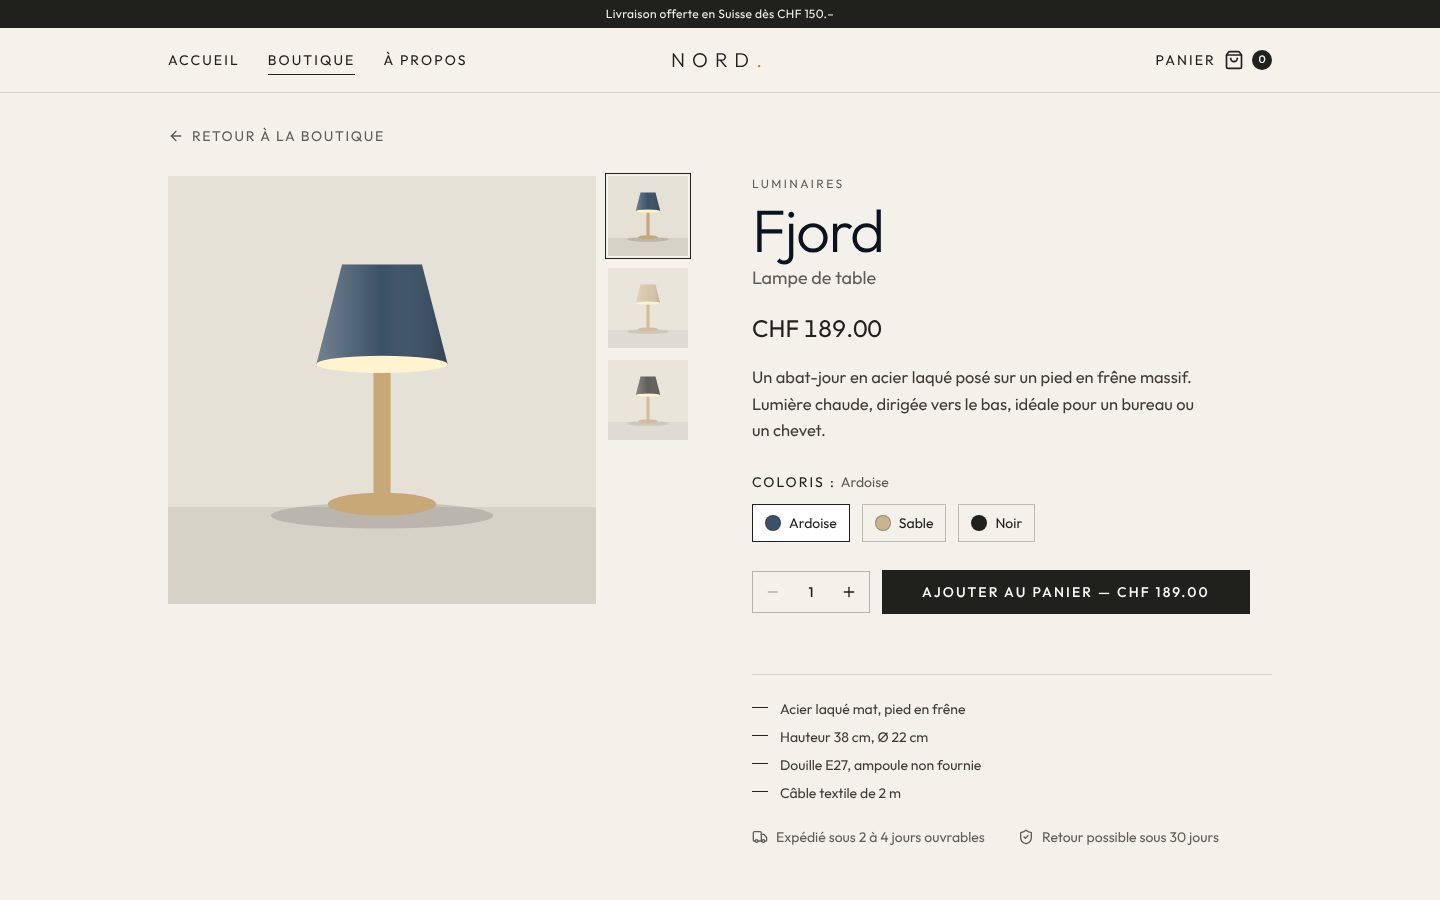 Livraison offerte en Suisse dès CHF 150.–
ACCUEIL
BOUTIQUE
À PROPOS
NORD.
PANIER
0
RETOUR À LA BOUTIQUE
LUMINAIRES
Fjord
Lampe de table
CHF 189.00
Un abat-jour en acier laqué posé sur un pied en frêne massif.
Lumière chaude, dirigée vers le bas, idéale pour un bureau ou
un chevet.
COLORIS : Ardoise
Ardoise
Sable
Noir
− 1 +
AJOUTER AU PANIER — CHF 189.00
Acier laqué mat, pied en frêne
Hauteur 38 cm, Ø 22 cm
Douille E27, ampoule non fournie
Câble textile de 2 m
Expédié sous 2 à 4 jours ouvrables
Retour possible sous 30 jours